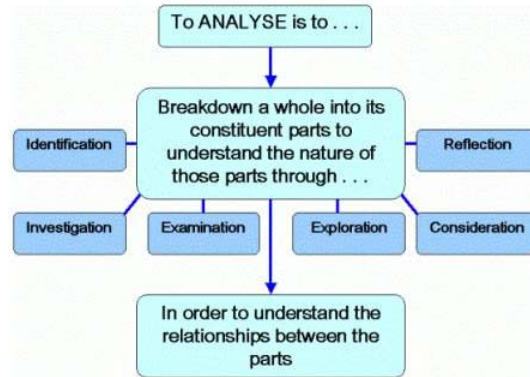 To ANALYSE is to . . .
Breakdown a whole into its
constituent parts to
understand the nature of
those parts through . . .
Identification
Reflection
Investigation
Examination
Exploration
Consideration
In order to understand the
relationships between the
parts